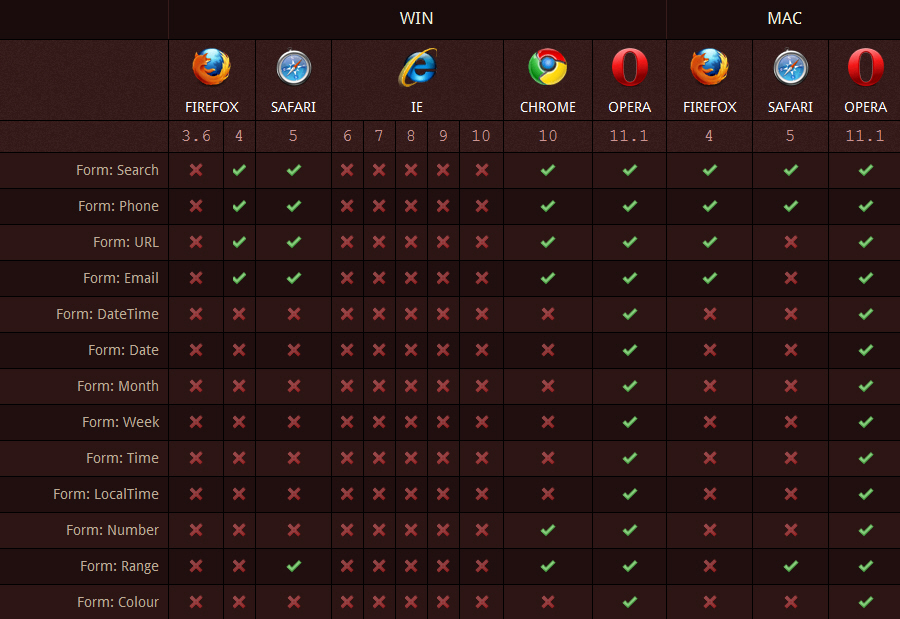 WIN MAC
FIREFOX SAFARI IE CHROME OPERA FIREFOX SAFARI OPERA
3.6 4 5 6 7 8 9 10 10 11.1 4 5 11.1
Form: Search
Form: Phone
Form: URL
Form: Email
Form: DateTime
Form: Date
Form: Month
Form: Week
Form: Time
Form: LocalTime
Form: Number
Form: Range
Form: Colour